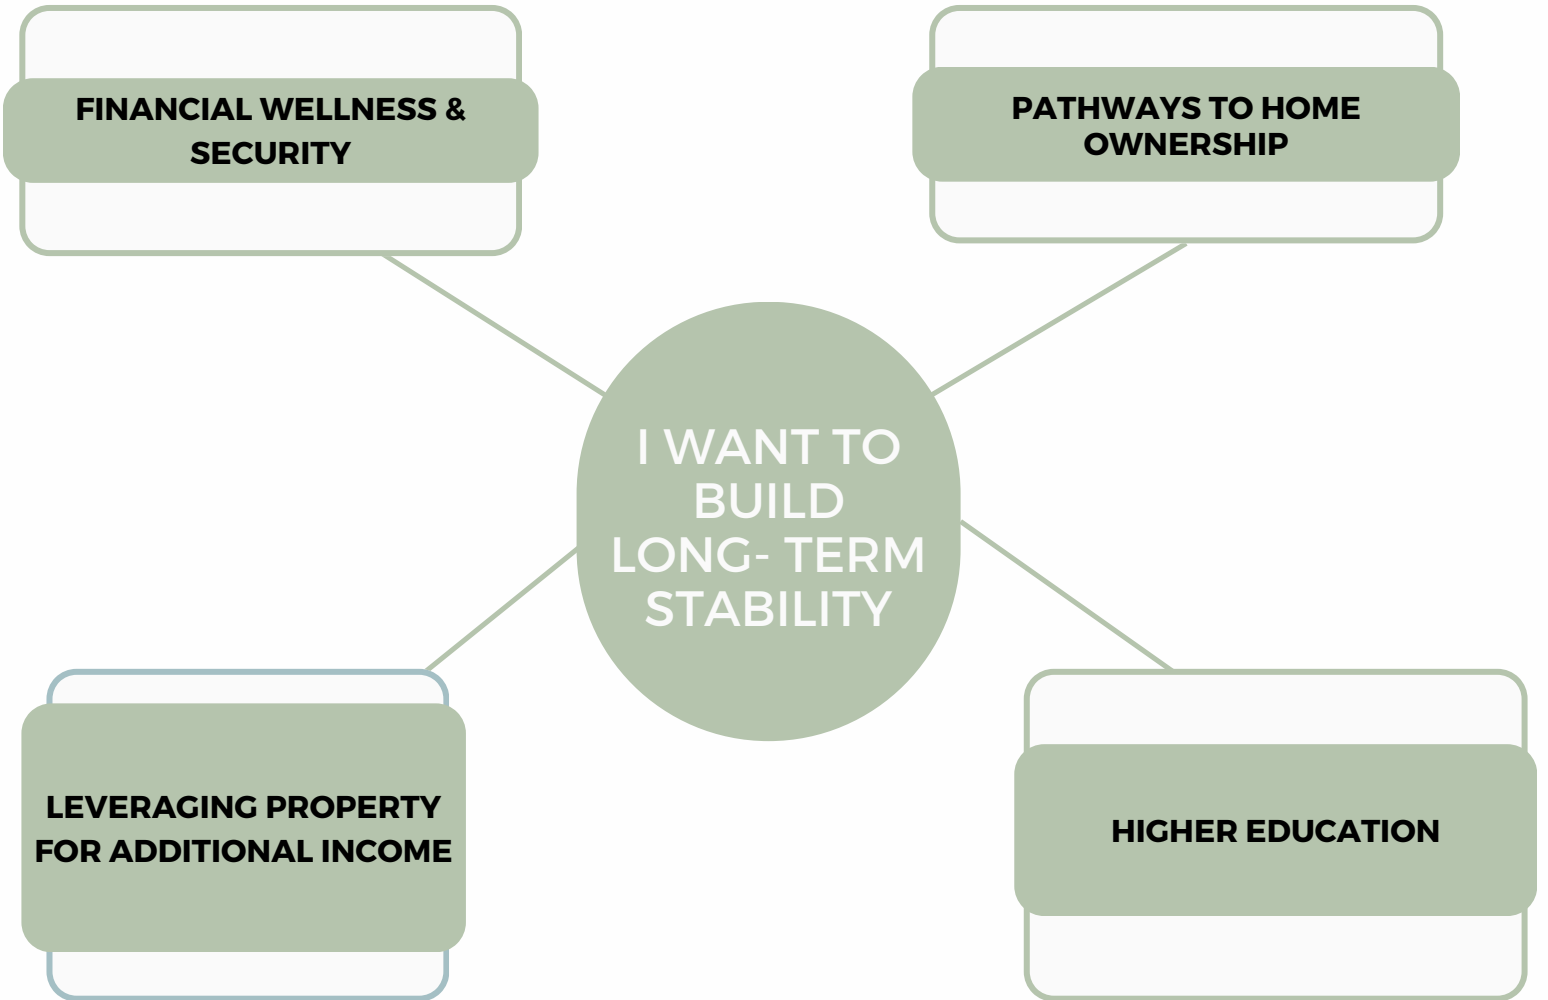 FINANCIAL WELLNESS &
SECURITY
PATHWAYS TO HOME
OWNERSHIP
I WANT TO
BUILD
LONG- TERM
STABILITY
LEVERAGING PROPERTY
FOR ADDITIONAL INCOME
HIGHER EDUCATION